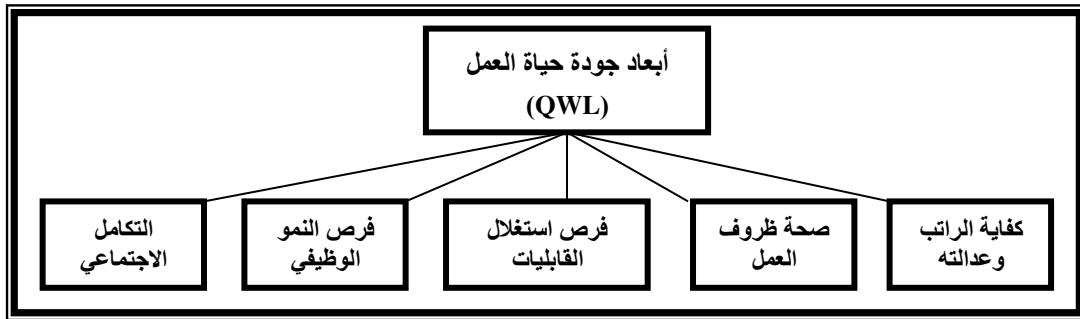 أبعاد جودة حياة العمل
(QWL)
كفاية الراتب
وعدالته
صحة ظروف
العمل
فرص استغلال
القابليات
فرص النمو
الوظيفي
التكامل
الاجتماعي